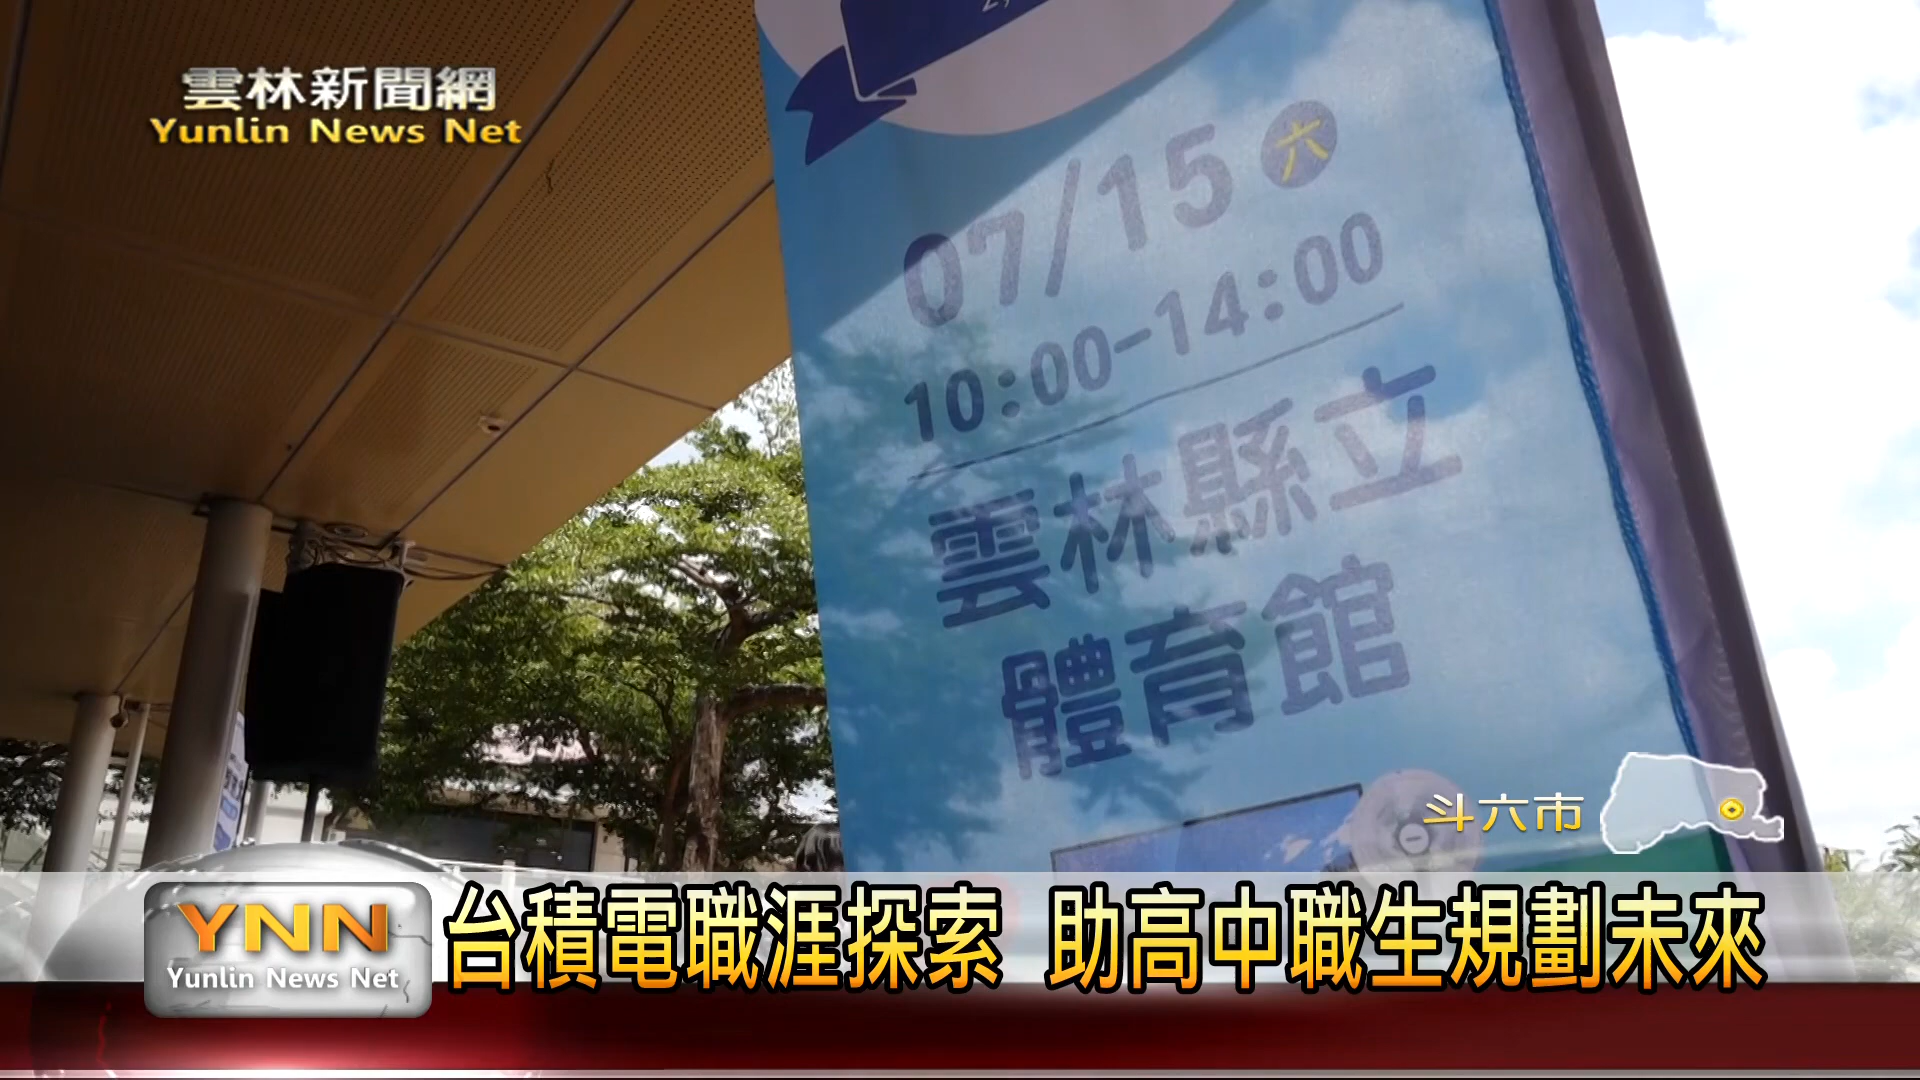 雲林新聞網
Yunlin News Net
07/15 六
10:00-14:00
雲林縣立
體育館
斗六市
YNN
Yunlin News Net
台積電職涯探索 助高中職生規劃未來